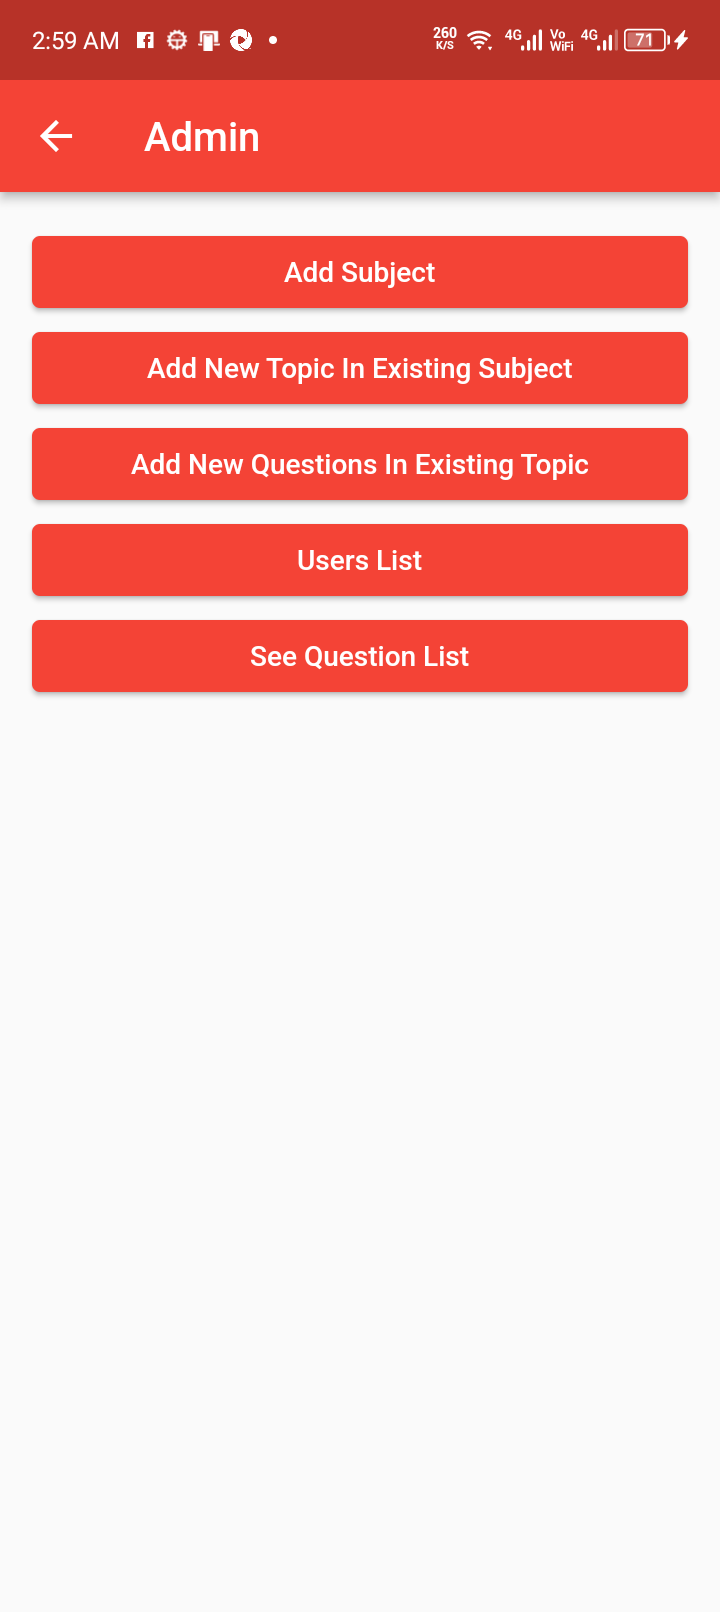 2:59 AM 260 K/S 4G Vo WiFi 4G 71
Admin
Add Subject
Add New Topic In Existing Subject
Add New Questions In Existing Topic
Users List
See Question List